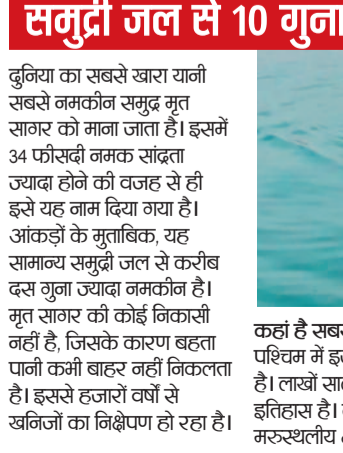 समुद्री जल से 10 गुना
दुनिया का सबसे खारा यानी
सबसे नमकीन समुद्र मृत
सागर को माना जाता है। इसमें
34 फीसदी नमक सांद्रता
ज्यादा होने की वजह से ही
इसे यह नाम दिया गया है।
आंकड़ों के मुताबिक, यह
सामान्य समुद्री जल से करीब
दस गुना ज्यादा नमकीन है।
मृत सागर की कोई निकासी
नहीं है, जिसके कारण बहता
पानी कभी बाहर नहीं निकलता
है। इससे हजारों वर्षों से
खनिजों का निक्षेपण हो रहा है।
कहां है
पश्चिम में
है। लाखों
इतिहास है।
मरुस्थलीय